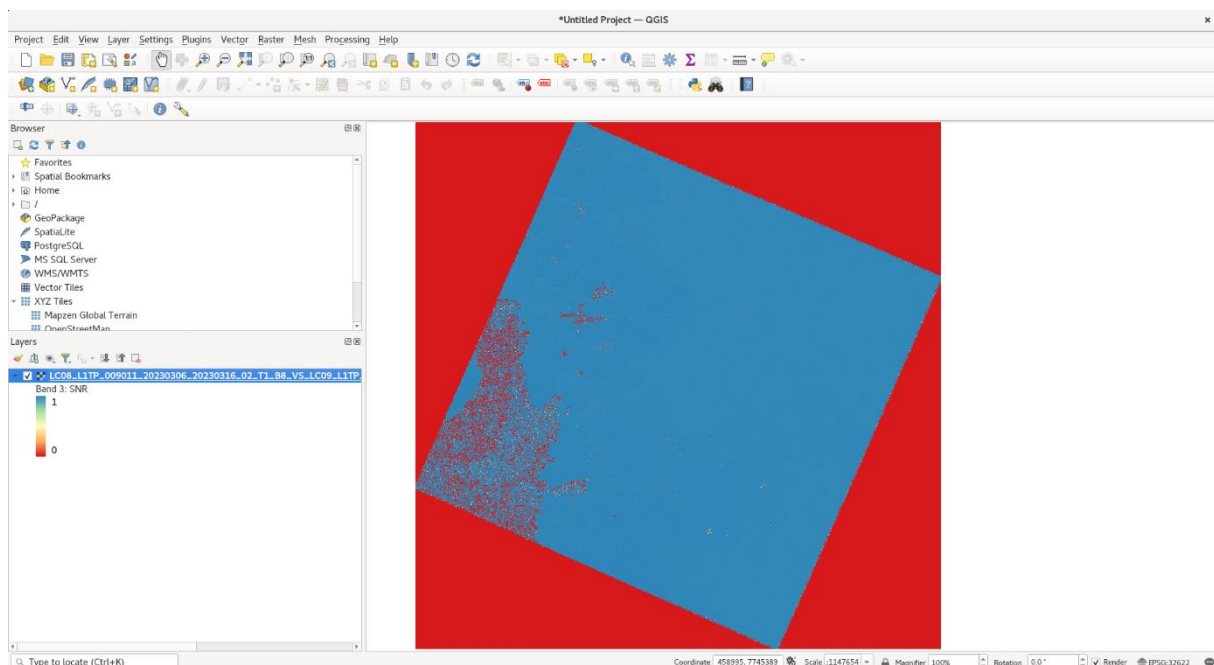 *Untitled Project — QGIS
Project Edit View Layer Settings Plugins Vector Raster Mesh Processing Help
Browser
Favorites
Spatial Bookmarks
Home
/
GeoPackage
SpatiaLite
PostgreSQL
MS SQL Server
WMS/WMTS
Vector Tiles
XYZ Tiles
Mapzen Global Terrain
OpenStreetMap
Layers
LC08_L1TP_009011_20230306_20230316_02_T1_B8_VS_LC09_L1TP_
Band 3: SNR
1
0
Type to locate (Ctrl+K)
Coordinate 458995.7745389 Scale :1147654 Magnifier 100% Rotation 0.0 ° Render EPSG:32622